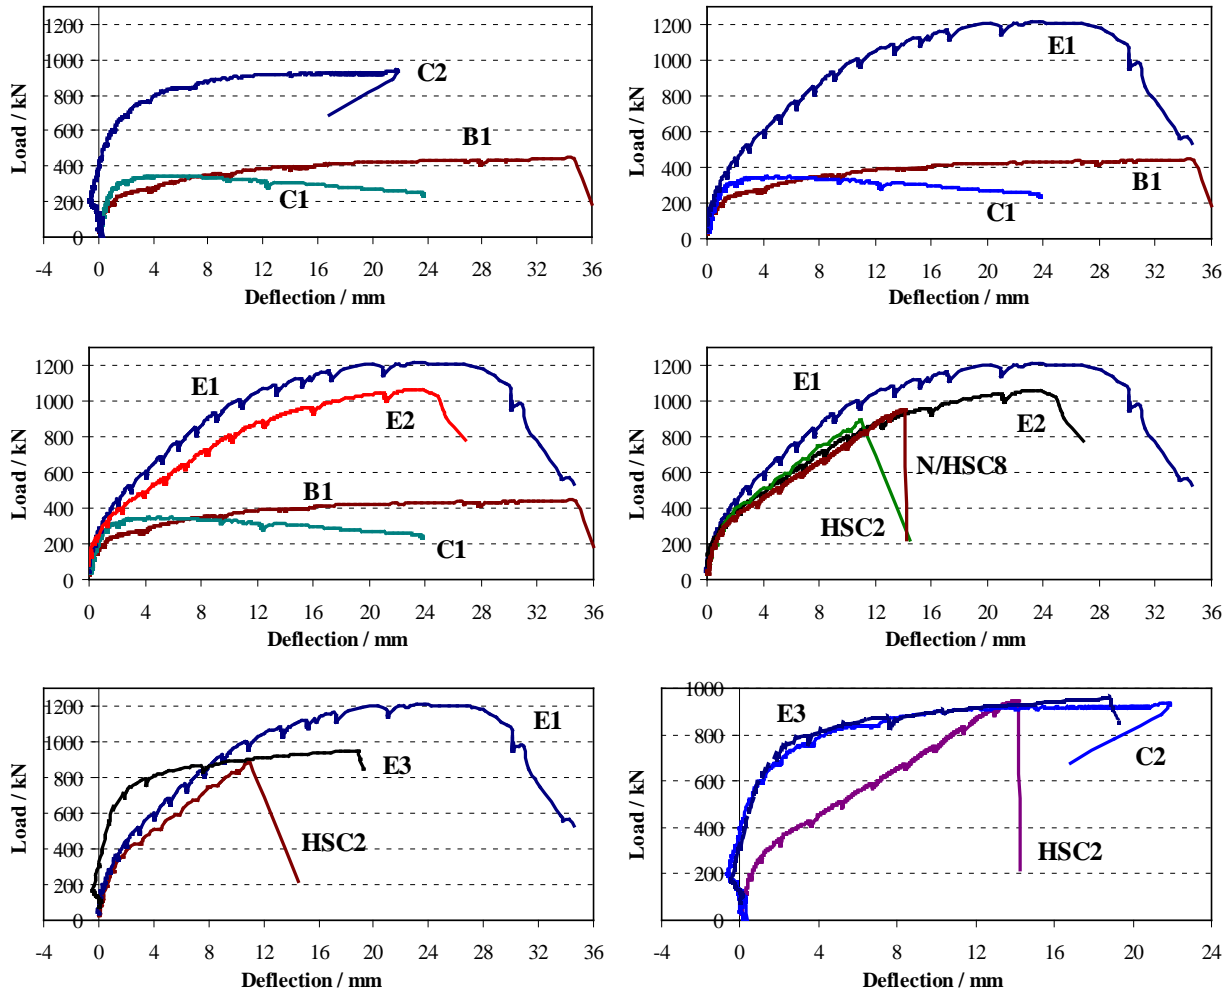 1200
1000
800
600
400
200
0
Load / kN
C2
B1
C1
-4 0 4 8 12 16 20 24 28 32 36
Deflection / mm
1200
1000
800
600
400
200
0
Load / kN
E1
B1
C1
0 4 8 12 16 20 24 28 32 36
Deflection / mm
1200
1000
800
600
400
200
0
Load / kN
E1
E2
B1
C1
0 4 8 12 16 20 24 28 32 36
Deflection / mm
1200
1000
800
600
400
200
0
Load / kN
E1
E2
N/HSC8
HSC2
0 4 8 12 16 20 24 28 32 36
Deflection / mm
1200
1000
800
600
400
200
0
Load / kN
E1
E3
HSC2
-4 0 4 8 12 16 20 24 28 32 36
Deflection / mm
1000
800
600
400
200
0
Load / kN
E3
C2
HSC2
-4 0 4 8 12 16 20 24
Deflection / mm